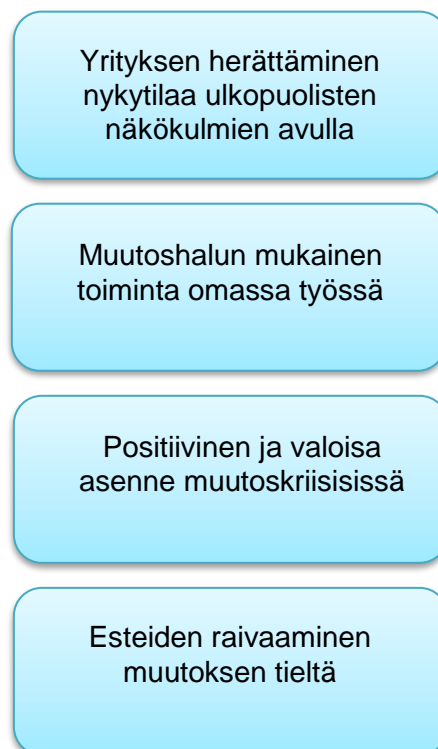 Yrityksen herättäminen
nykytilaa ulkopuolisten
näkökulmien avulla
Muutoshalun mukainen
toiminta omassa työssä
Positiivinen ja valoisa
asenne muutoskriisisissä
Esteiden raivaaminen
muutoksen tieltä